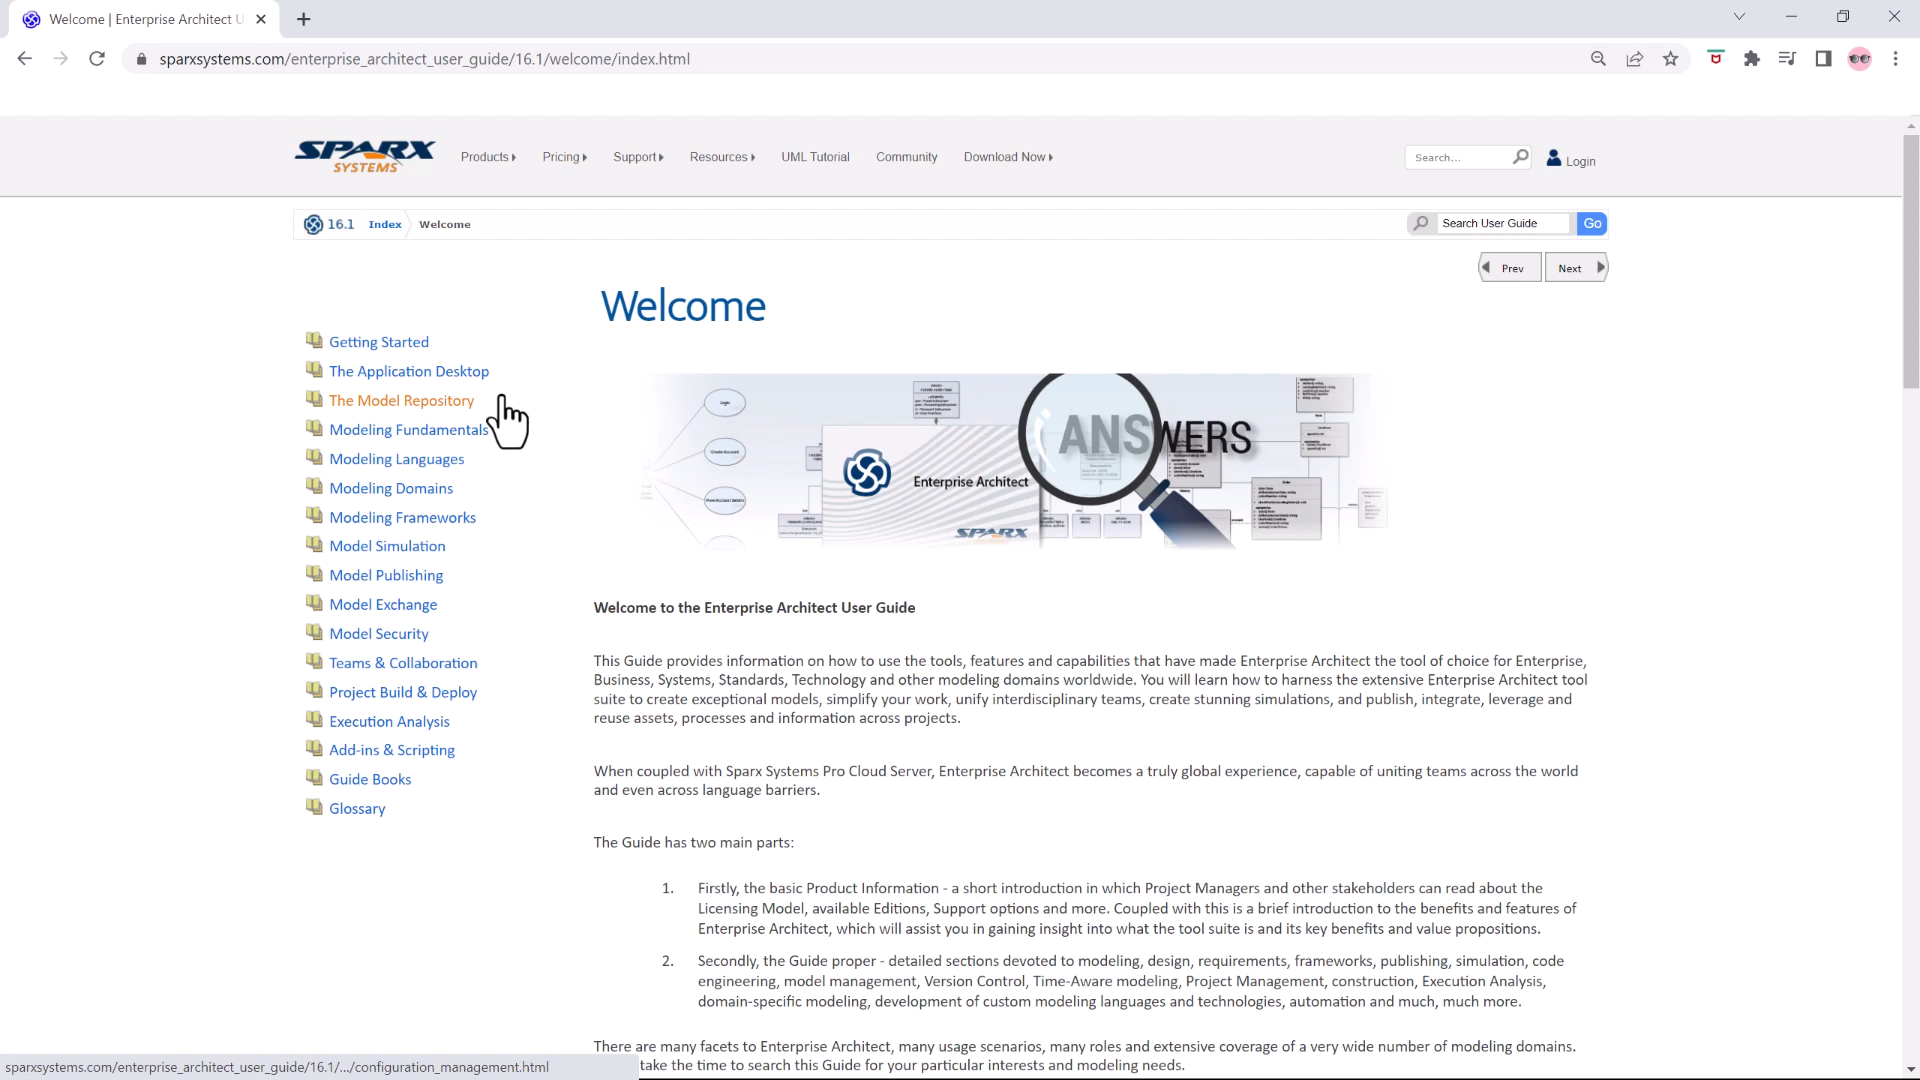 Welcome | Enterprise Architect U
sparxsystems.com/enterprise_architect_user_guide/16.1/welcome/index.html
SPARX
SYSTEMS
Products
Pricing
Support
Resources
UML Tutorial
Community
Download Now
Search...
Login
16.1
Index
Welcome
Search User Guide
Go
Prev
Next
Welcome
Getting Started
The Application Desktop
The Model Repository
Modeling Fundamentals
Modeling Languages
Modeling Domains
Modeling Frameworks
Model Simulation
Model Publishing
Model Exchange
Model Security
Teams & Collaboration
Project Build & Deploy
Execution Analysis
Add-ins & Scripting
Guide Books
Glossary
Login
Create Account
ANSWERS
Enterprise Architect
SPARX
Welcome to the Enterprise Architect User Guide
This Guide provides information on how to use the tools, features and capabilities that have made Enterprise Architect the tool of choice for Enterprise,
Business, Systems, Standards, Technology and other modeling domains worldwide. You will learn how to harness the extensive Enterprise Architect tool
suite to create exceptional models, simplify your work, unify interdisciplinary teams, create stunning simulations, and publish, integrate, leverage and
reuse assets, processes and information across projects.
When coupled with Sparx Systems Pro Cloud Server, Enterprise Architect becomes a truly global experience, capable of uniting teams across the world
and even across language barriers.
The Guide has two main parts:
1. Firstly, the basic Product Information - a short introduction in which Project Managers and other stakeholders can read about the
Licensing Model, available Editions, Support options and more. Coupled with this is a brief introduction to the benefits and features of
Enterprise Architect, which will assist you in gaining insight into what the tool suite is and its key benefits and value propositions.
2. Secondly, the Guide proper - detailed sections devoted to modeling, design, requirements, frameworks, publishing, simulation, code
engineering, model management, Version Control, Time-Aware modeling, Project Management, construction, Execution Analysis,
domain-specific modeling, development of custom modeling languages and technologies, automation and much, much more.
There are many facets to Enterprise Architect, many usage scenarios, many roles and extensive coverage of a very wide number of modeling domains.
take the time to search this Guide for your particular interests and modeling needs.
sparxsystems.com/enterprise_architect_user_guide/16.1/.../configuration_management.html